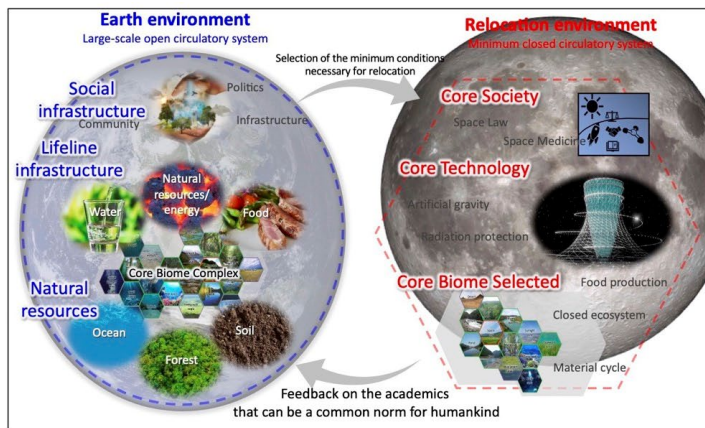 Earth environment
Large-scale open circulatory system
Relocation environment
Minimum closed circulatory system
Selection of the minimum conditions
necessary for relocation
Social
infrastructure
Politics
Community
Infrastructure
Lifeline
infrastructure
Water
Natural
resources/
energy
Food
Core Biome Complex
Natural
resources
Ocean
Forest
Soil
Core Society
Space Law
Space Medicine
Core Technology
Artificial gravity
Radiation protection
Core Biome Selected
Food production
Closed ecosystem
Material cycle
Feedback on the academics
that can be a common norm for humankind